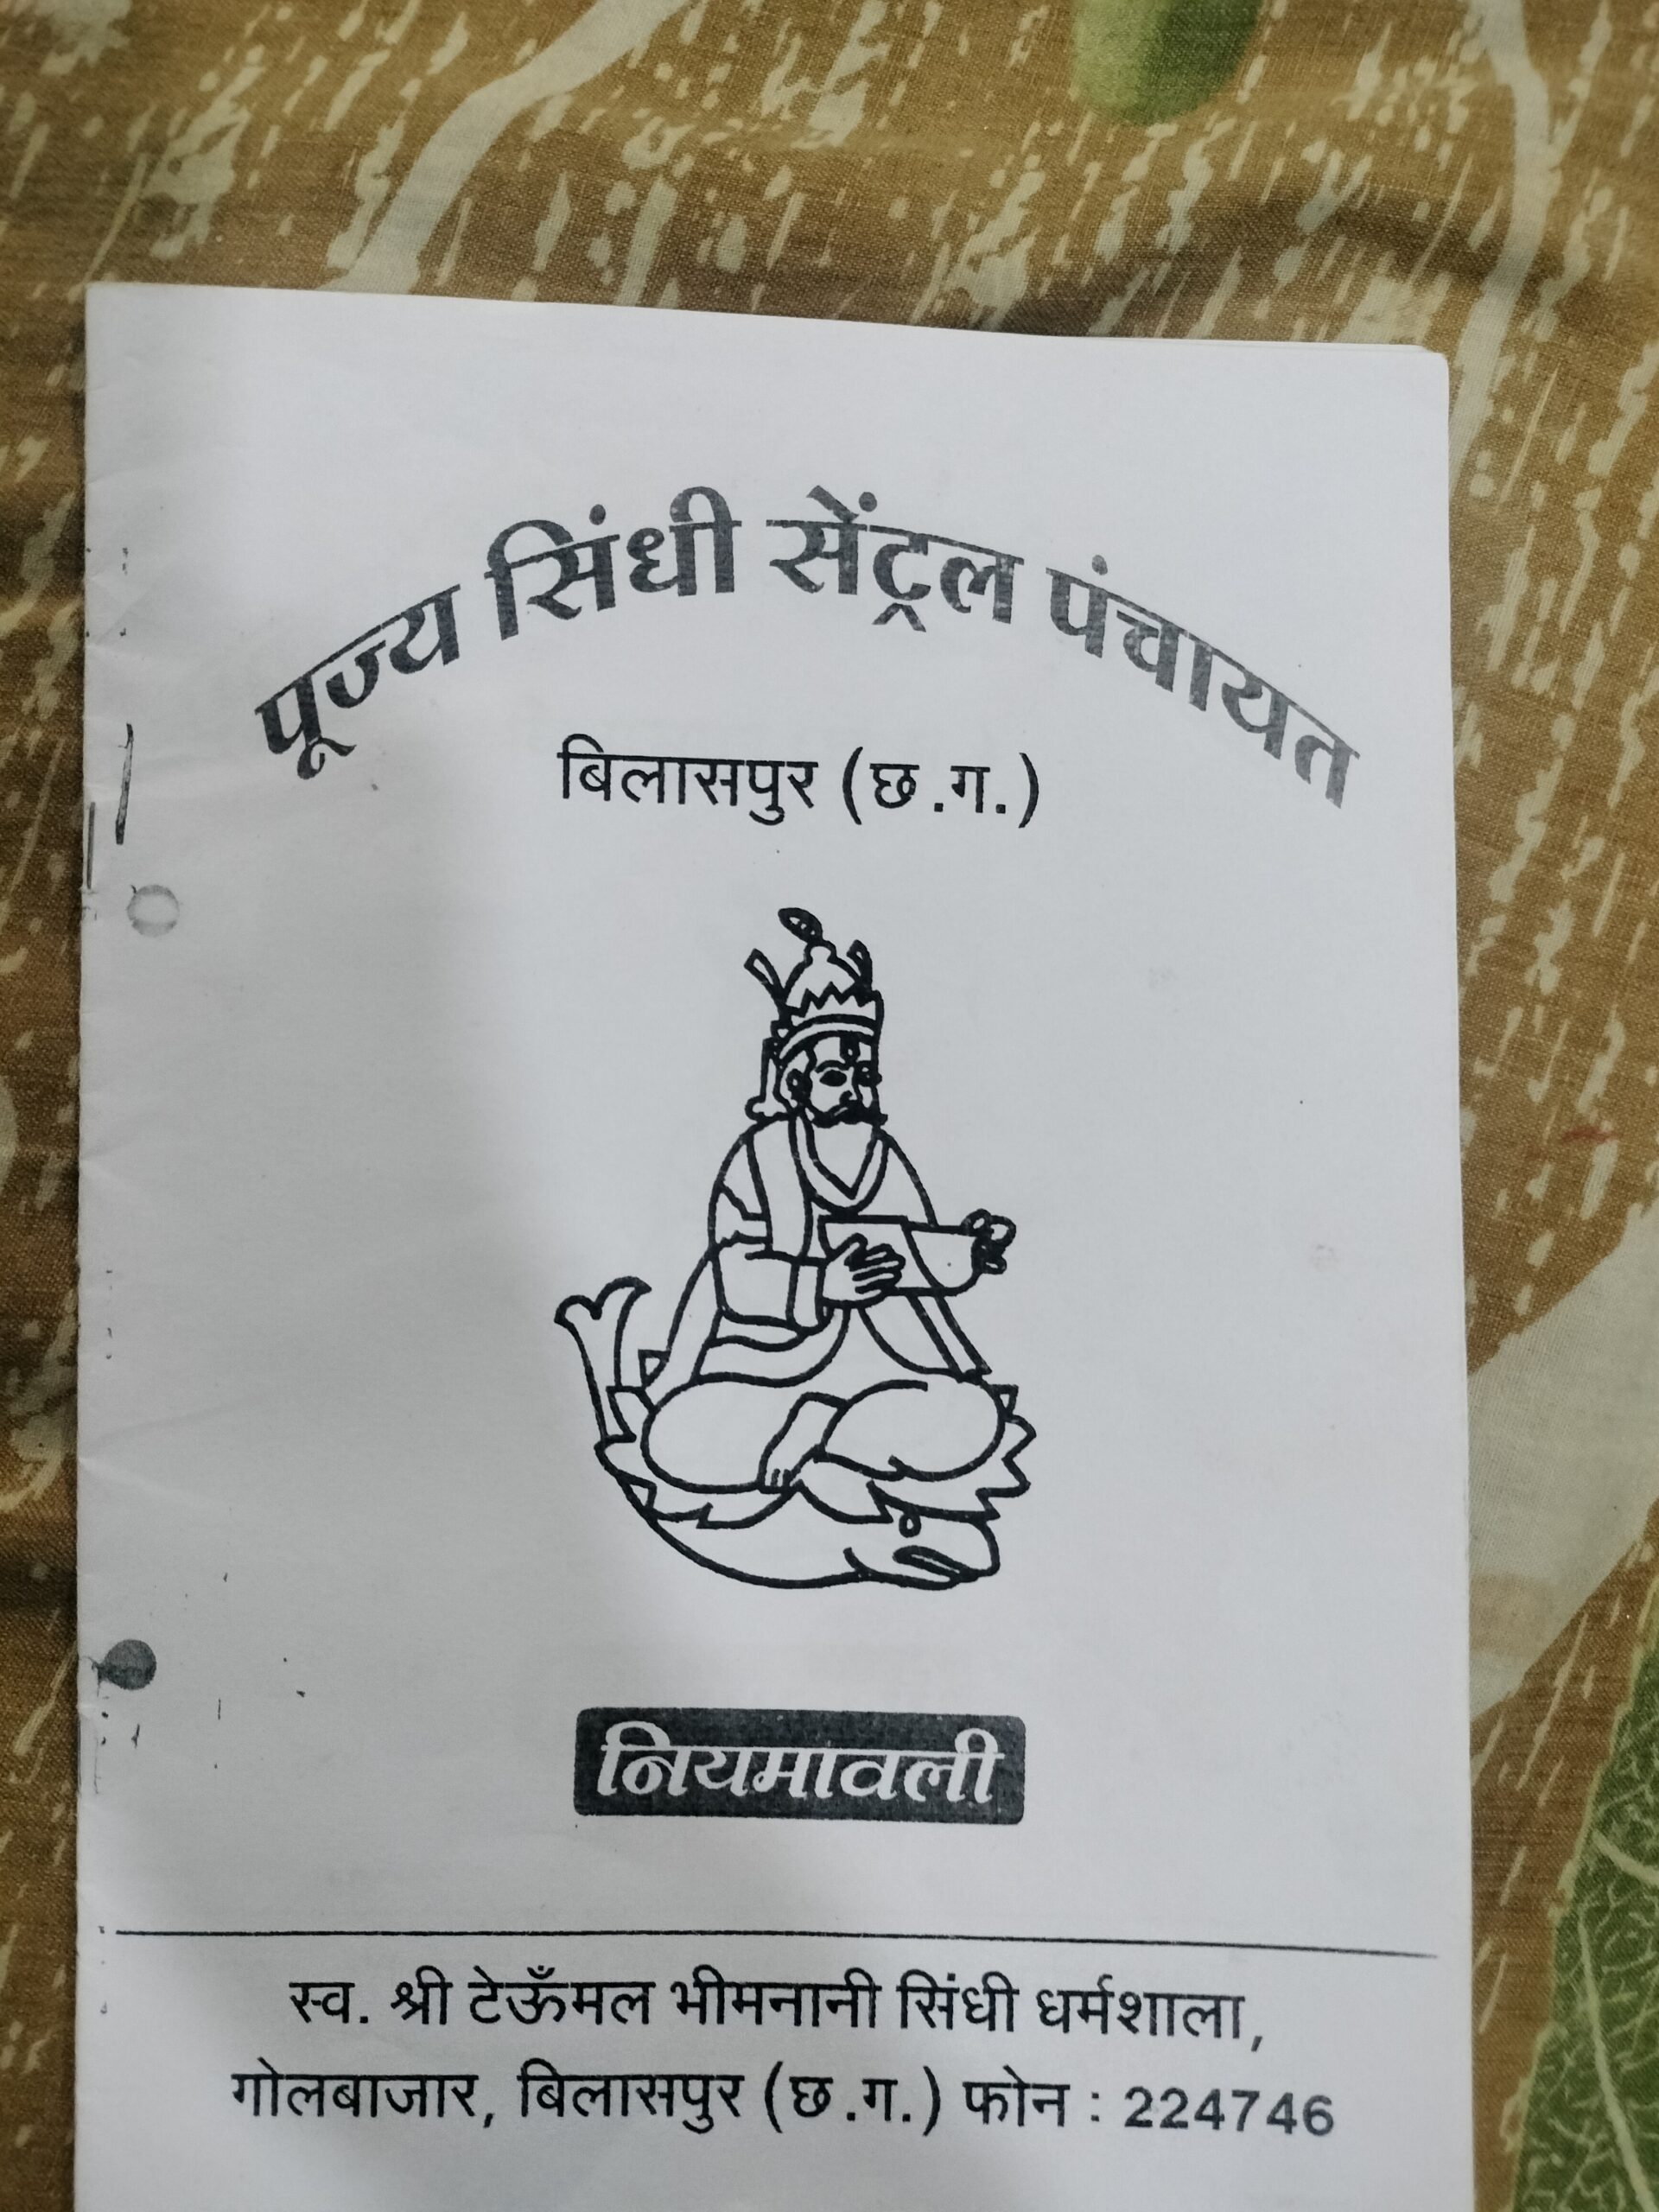 पूज्य सिंधी सेंट्रल पंचायत
बिलासपुर (छ.ग.)
नियमावली
स्व. श्री टेऊँमल भीमनानी सिंधी धर्मशाला,
गोलबाजार, बिलासपुर (छ.ग.) फोन : 224746